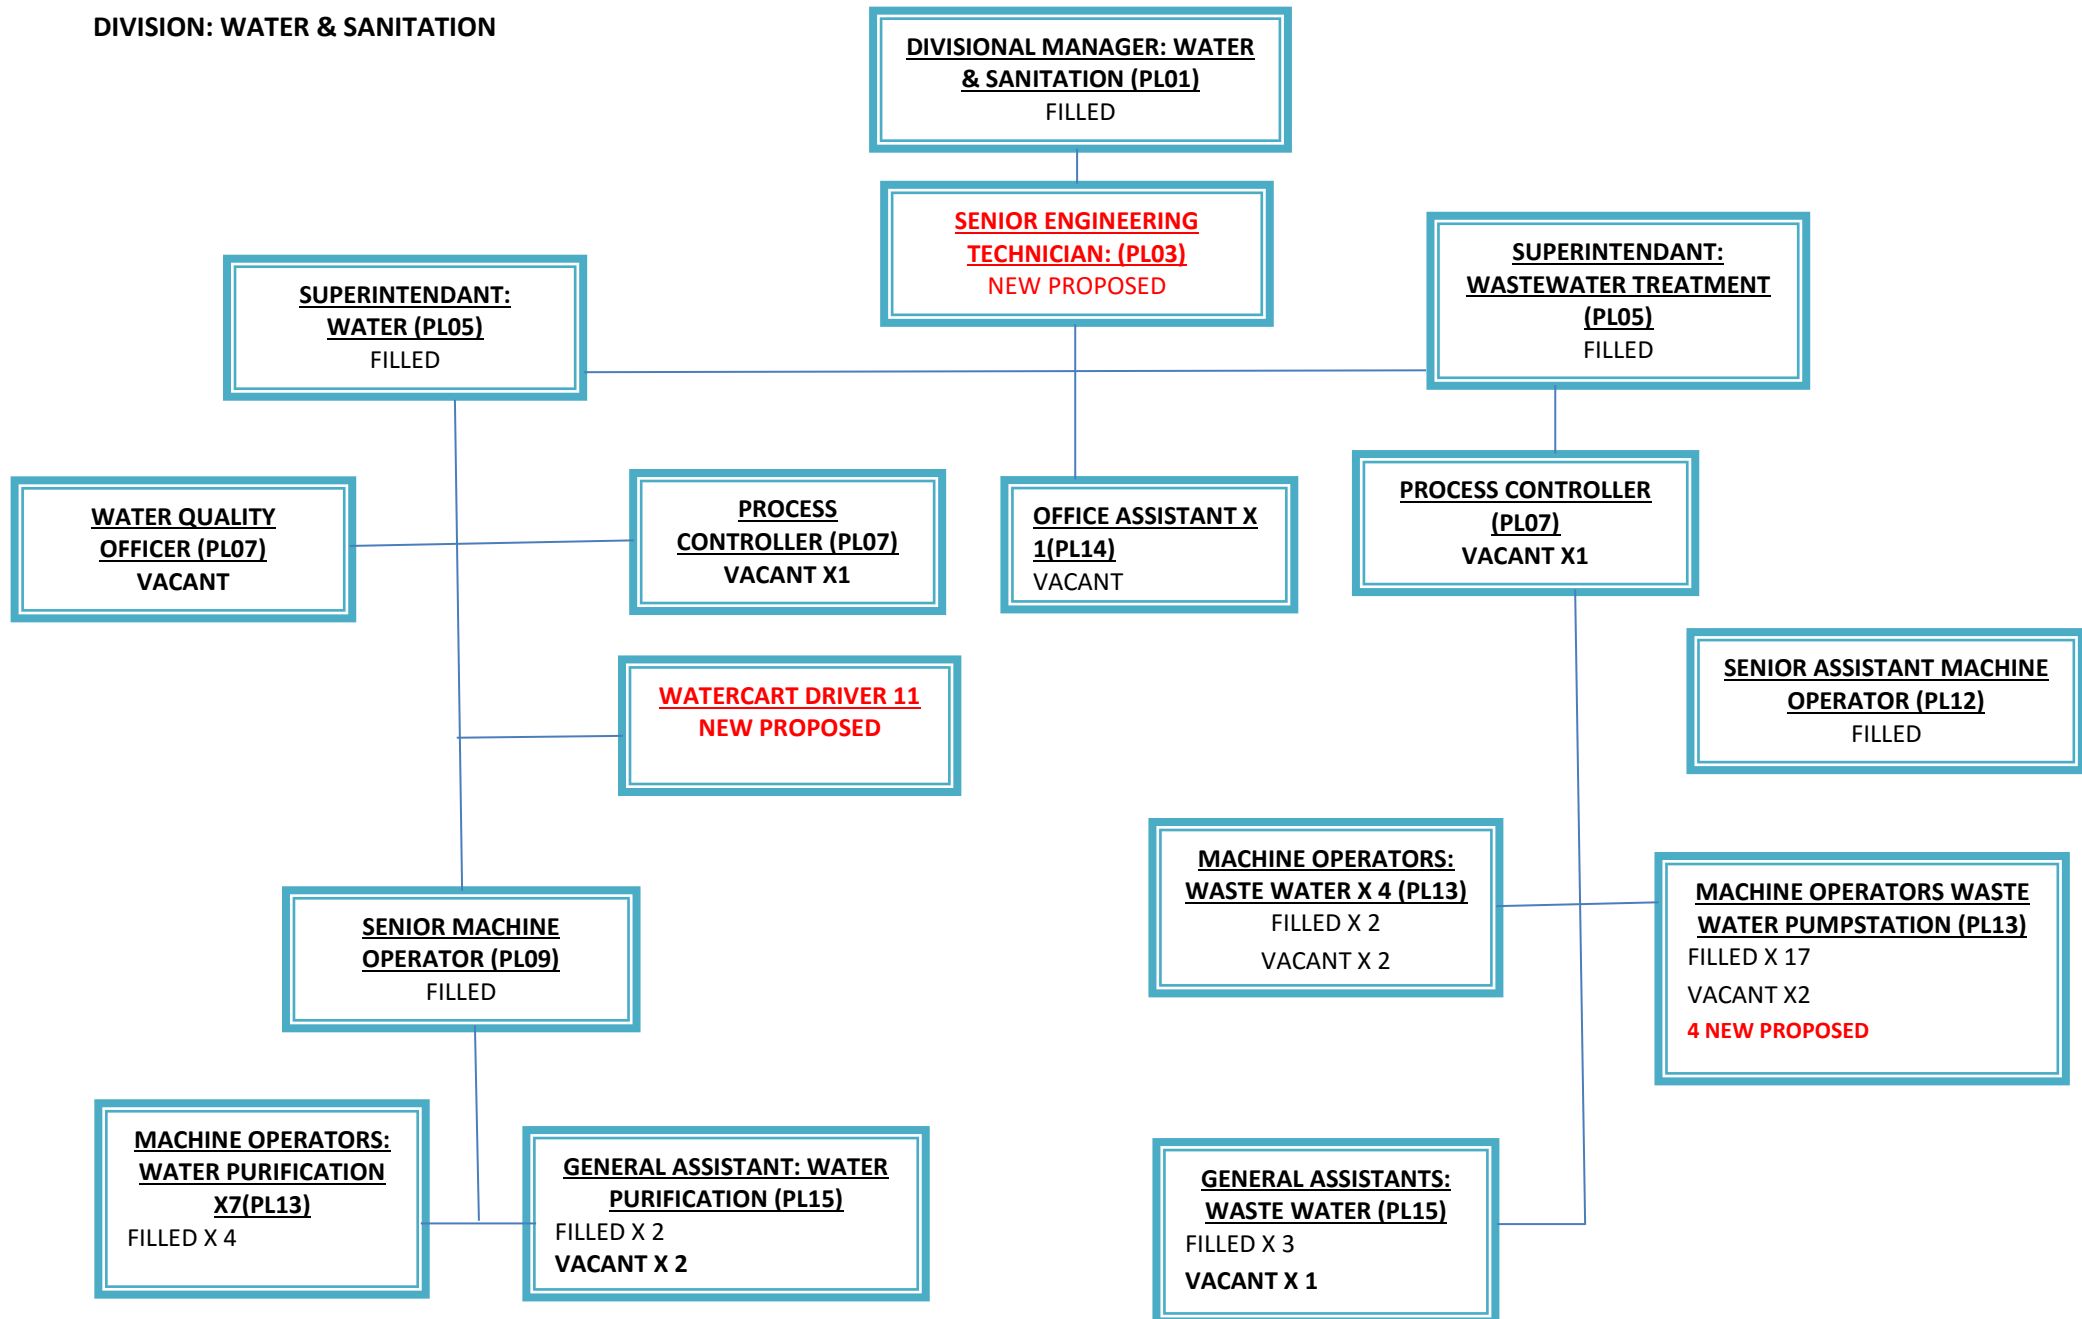 DIVISION: WATER & SANITATION
DIVISIONAL MANAGER: WATER
& SANITATION (PL01)
FILLED
SENIOR ENGINEERING
TECHNICIAN: (PL03)
NEW PROPOSED
SUPERINTENDANT:
WATER (PL05)
FILLED
SUPERINTENDANT:
WASTEWATER TREATMENT
(PL05)
FILLED
WATER QUALITY
OFFICER (PL07)
VACANT
PROCESS
CONTROLLER (PL07)
VACANT X1
OFFICE ASSISTANT X
1(PL14)
VACANT
PROCESS CONTROLLER
(PL07)
VACANT X1
WATERCART DRIVER 11
NEW PROPOSED
SENIOR ASSISTANT MACHINE
OPERATOR (PL12)
FILLED
MACHINE OPERATORS:
WASTE WATER X 4 (PL13)
FILLED X 2
VACANT X 2
MACHINE OPERATORS WASTE
WATER PUMPSTATION (PL13)
FILLED X 17
VACANT X2
4 NEW PROPOSED
SENIOR MACHINE
OPERATOR (PL09)
FILLED
MACHINE OPERATORS:
WATER PURIFICATION
X7(PL13)
FILLED X 4
GENERAL ASSISTANT: WATER
PURIFICATION (PL15)
FILLED X 2
VACANT X 2
GENERAL ASSISTANTS:
WASTE WATER (PL15)
FILLED X 3
VACANT X 1